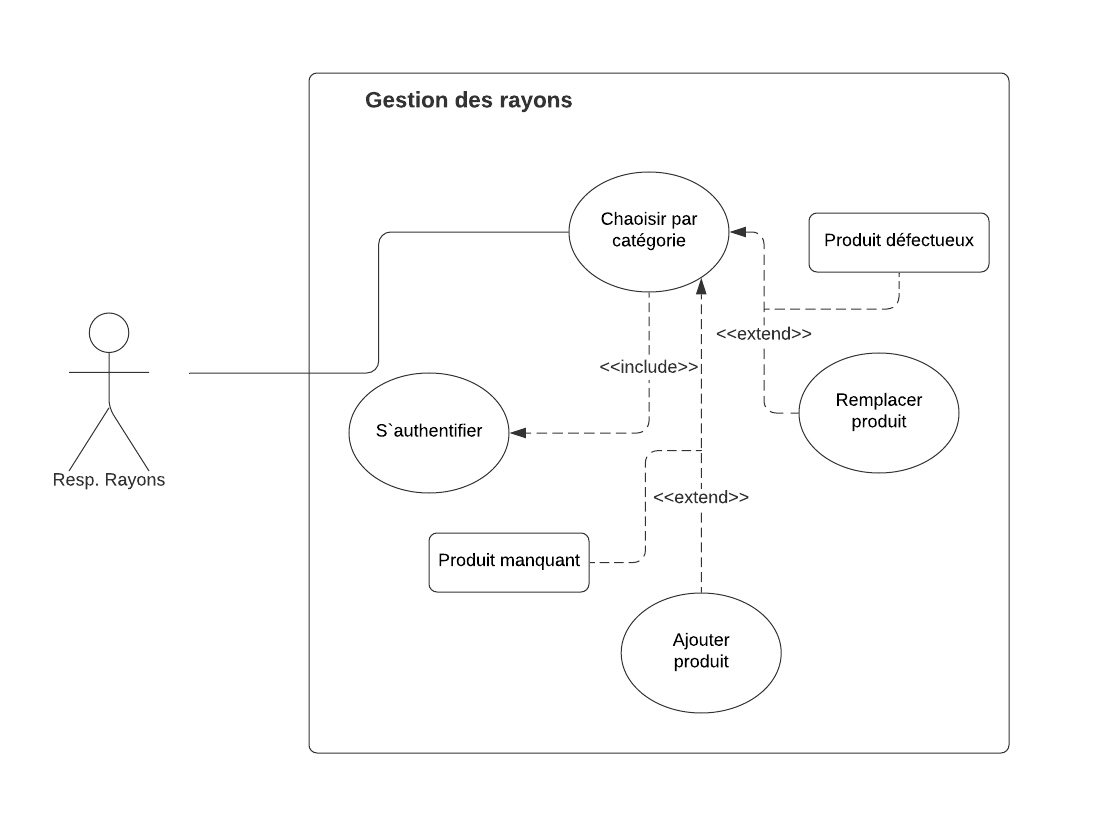 Gestion des rayons
Chaoisir par
catégorie
Produit défectueux
<<extend>>
<<include>>
Remplacer
produit
S`authentifier
Resp. Rayons
<<extend>>
Produit manquant
Ajouter
produit